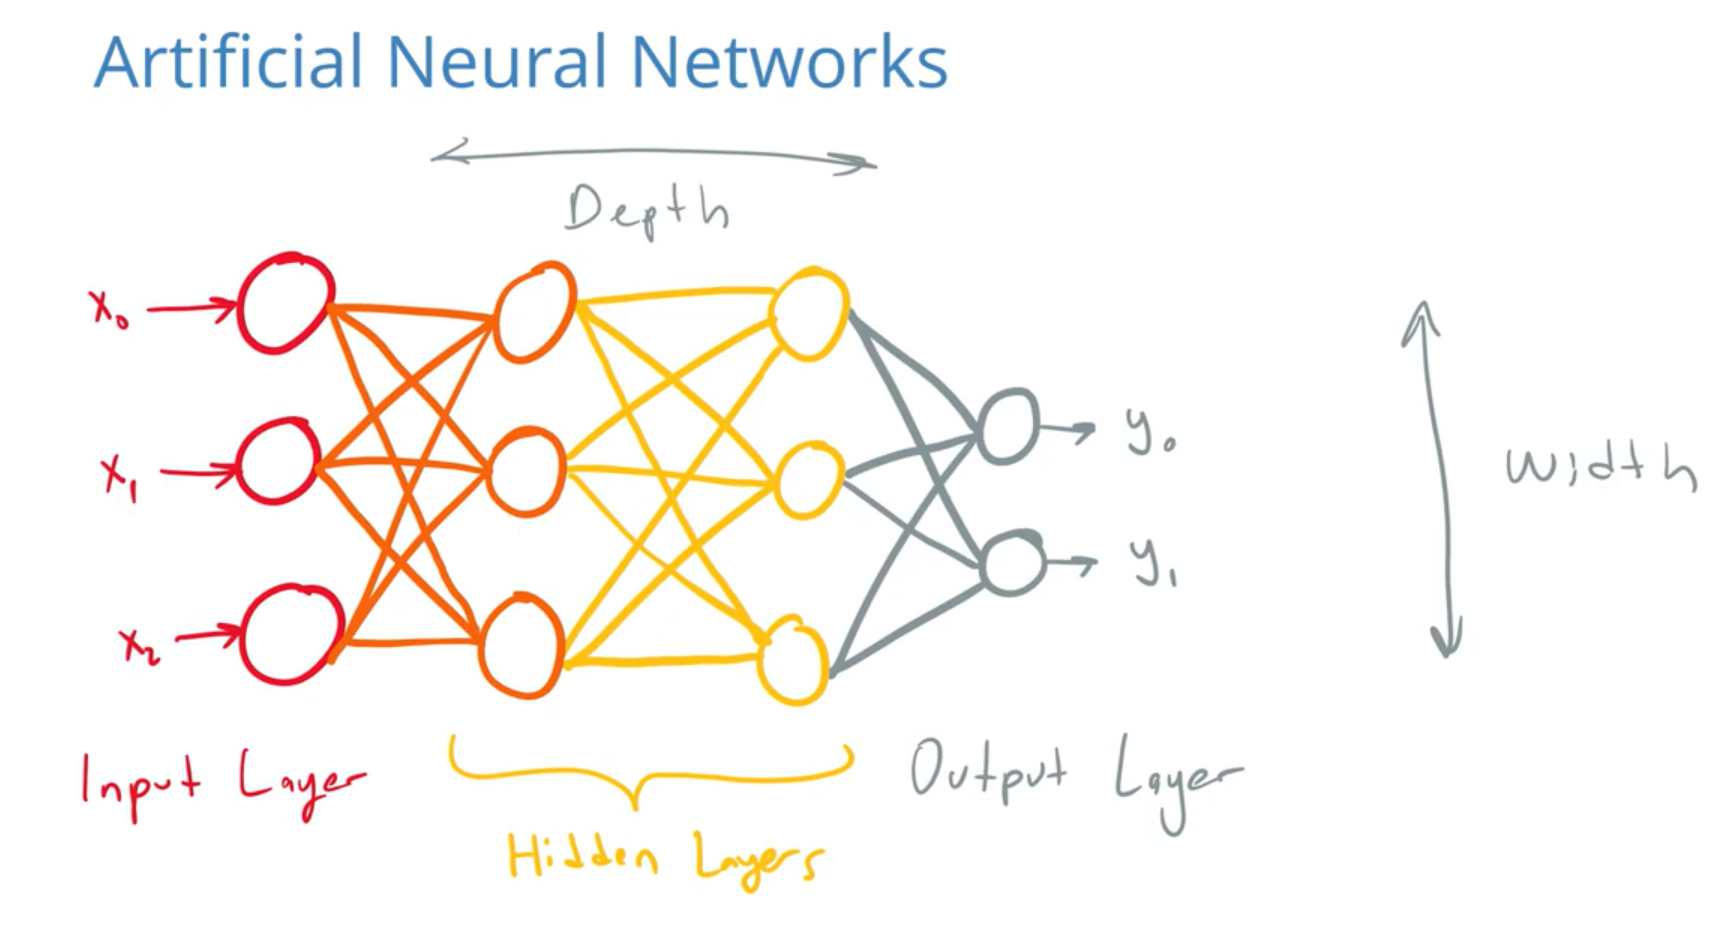 Artificial Neural Networks
Depth
x₀
y₀
x₁
Width
y₁
x₂
Input Layer
Output Layer
Hidden Layers